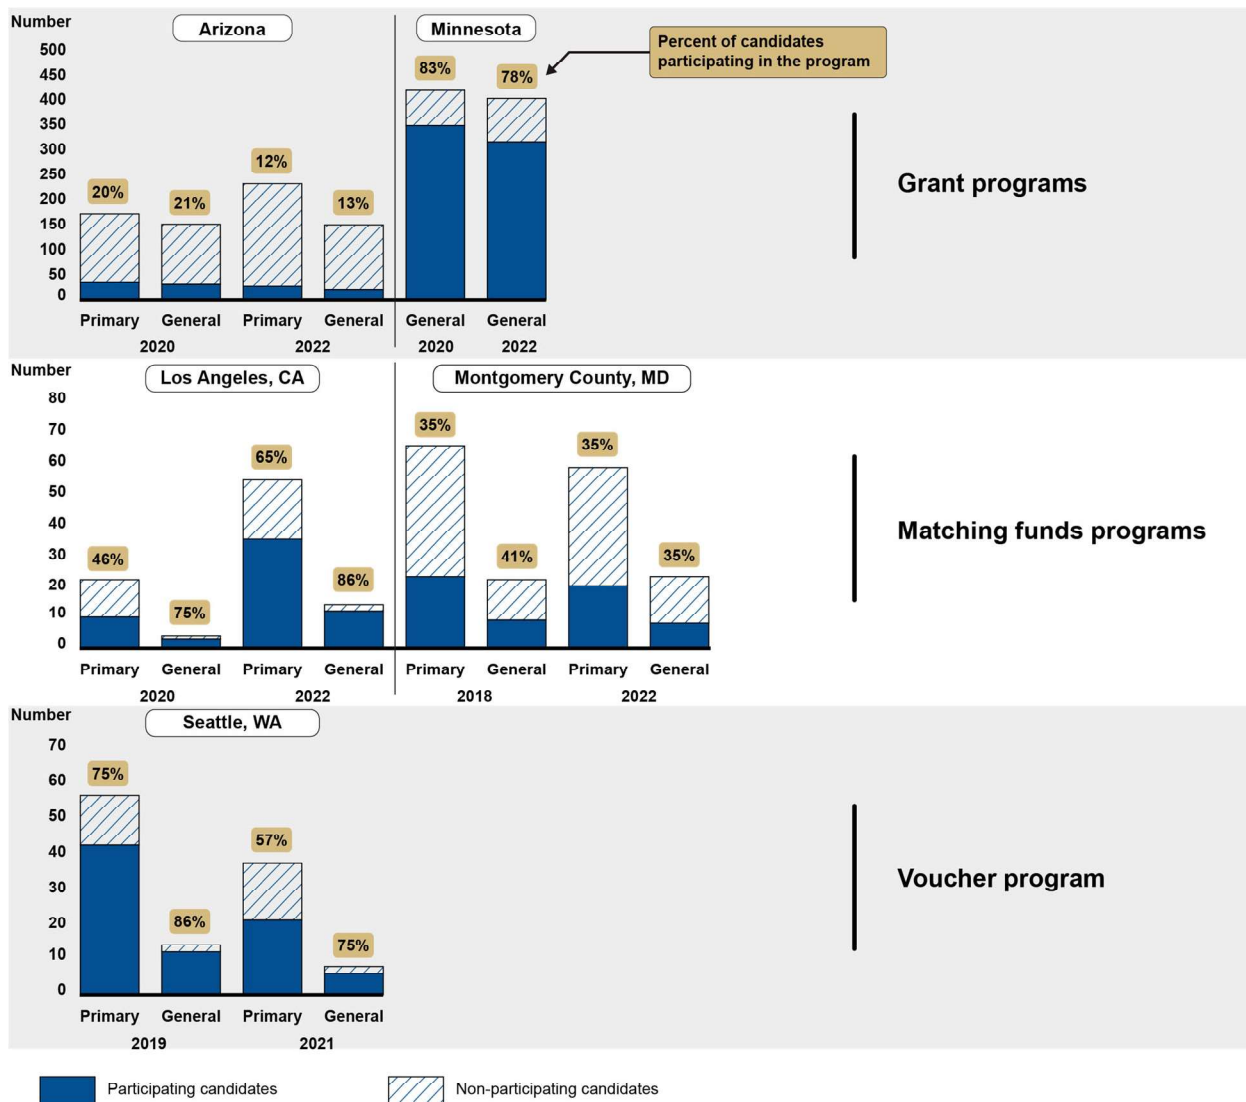 Number
Arizona
Minnesota
Percent of candidates
participating in the program
500
450
400
350
300
250
200
150
100
50
0
20%
21%
12%
13%
83%
78%
Primary General Primary General General General
2020 2022 2020 2022
Grant programs
Number
Los Angeles, CA
Montgomery County, MD
80
70
60
50
40
30
20
10
0
46%
75%
65%
86%
35%
41%
35%
35%
Primary General Primary General Primary General Primary General
2020 2022 2018 2022
Matching funds programs
Number
Seattle, WA
70
60
50
40
30
20
10
0
75%
86%
57%
75%
Primary General Primary General
2019 2021
Voucher program
Participating candidates
Non-participating candidates